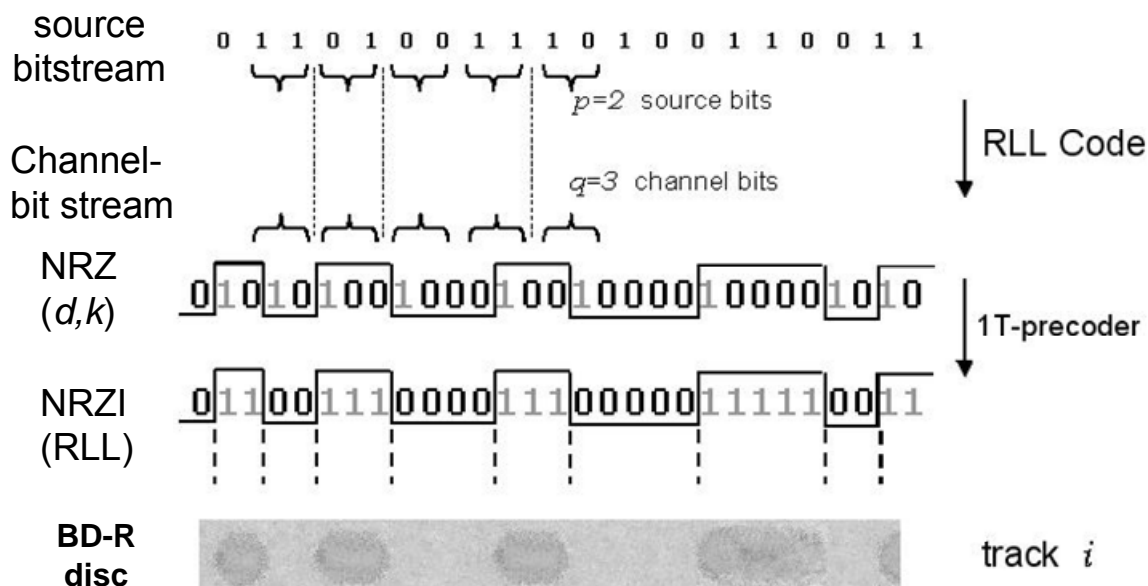 source
bitstream
0 1 1 0 1 0 0 1 1 1 0 1 0 0 1 1 0 0 1 1
p=2 source bits
RLL Code
Channel-
bit stream
q=3 channel bits
NRZ
(d,k)
01010100100010010000100001010
1T-precoder
NRZI
(RLL)
01100111000011100000111110011
BD-R
disc
track i